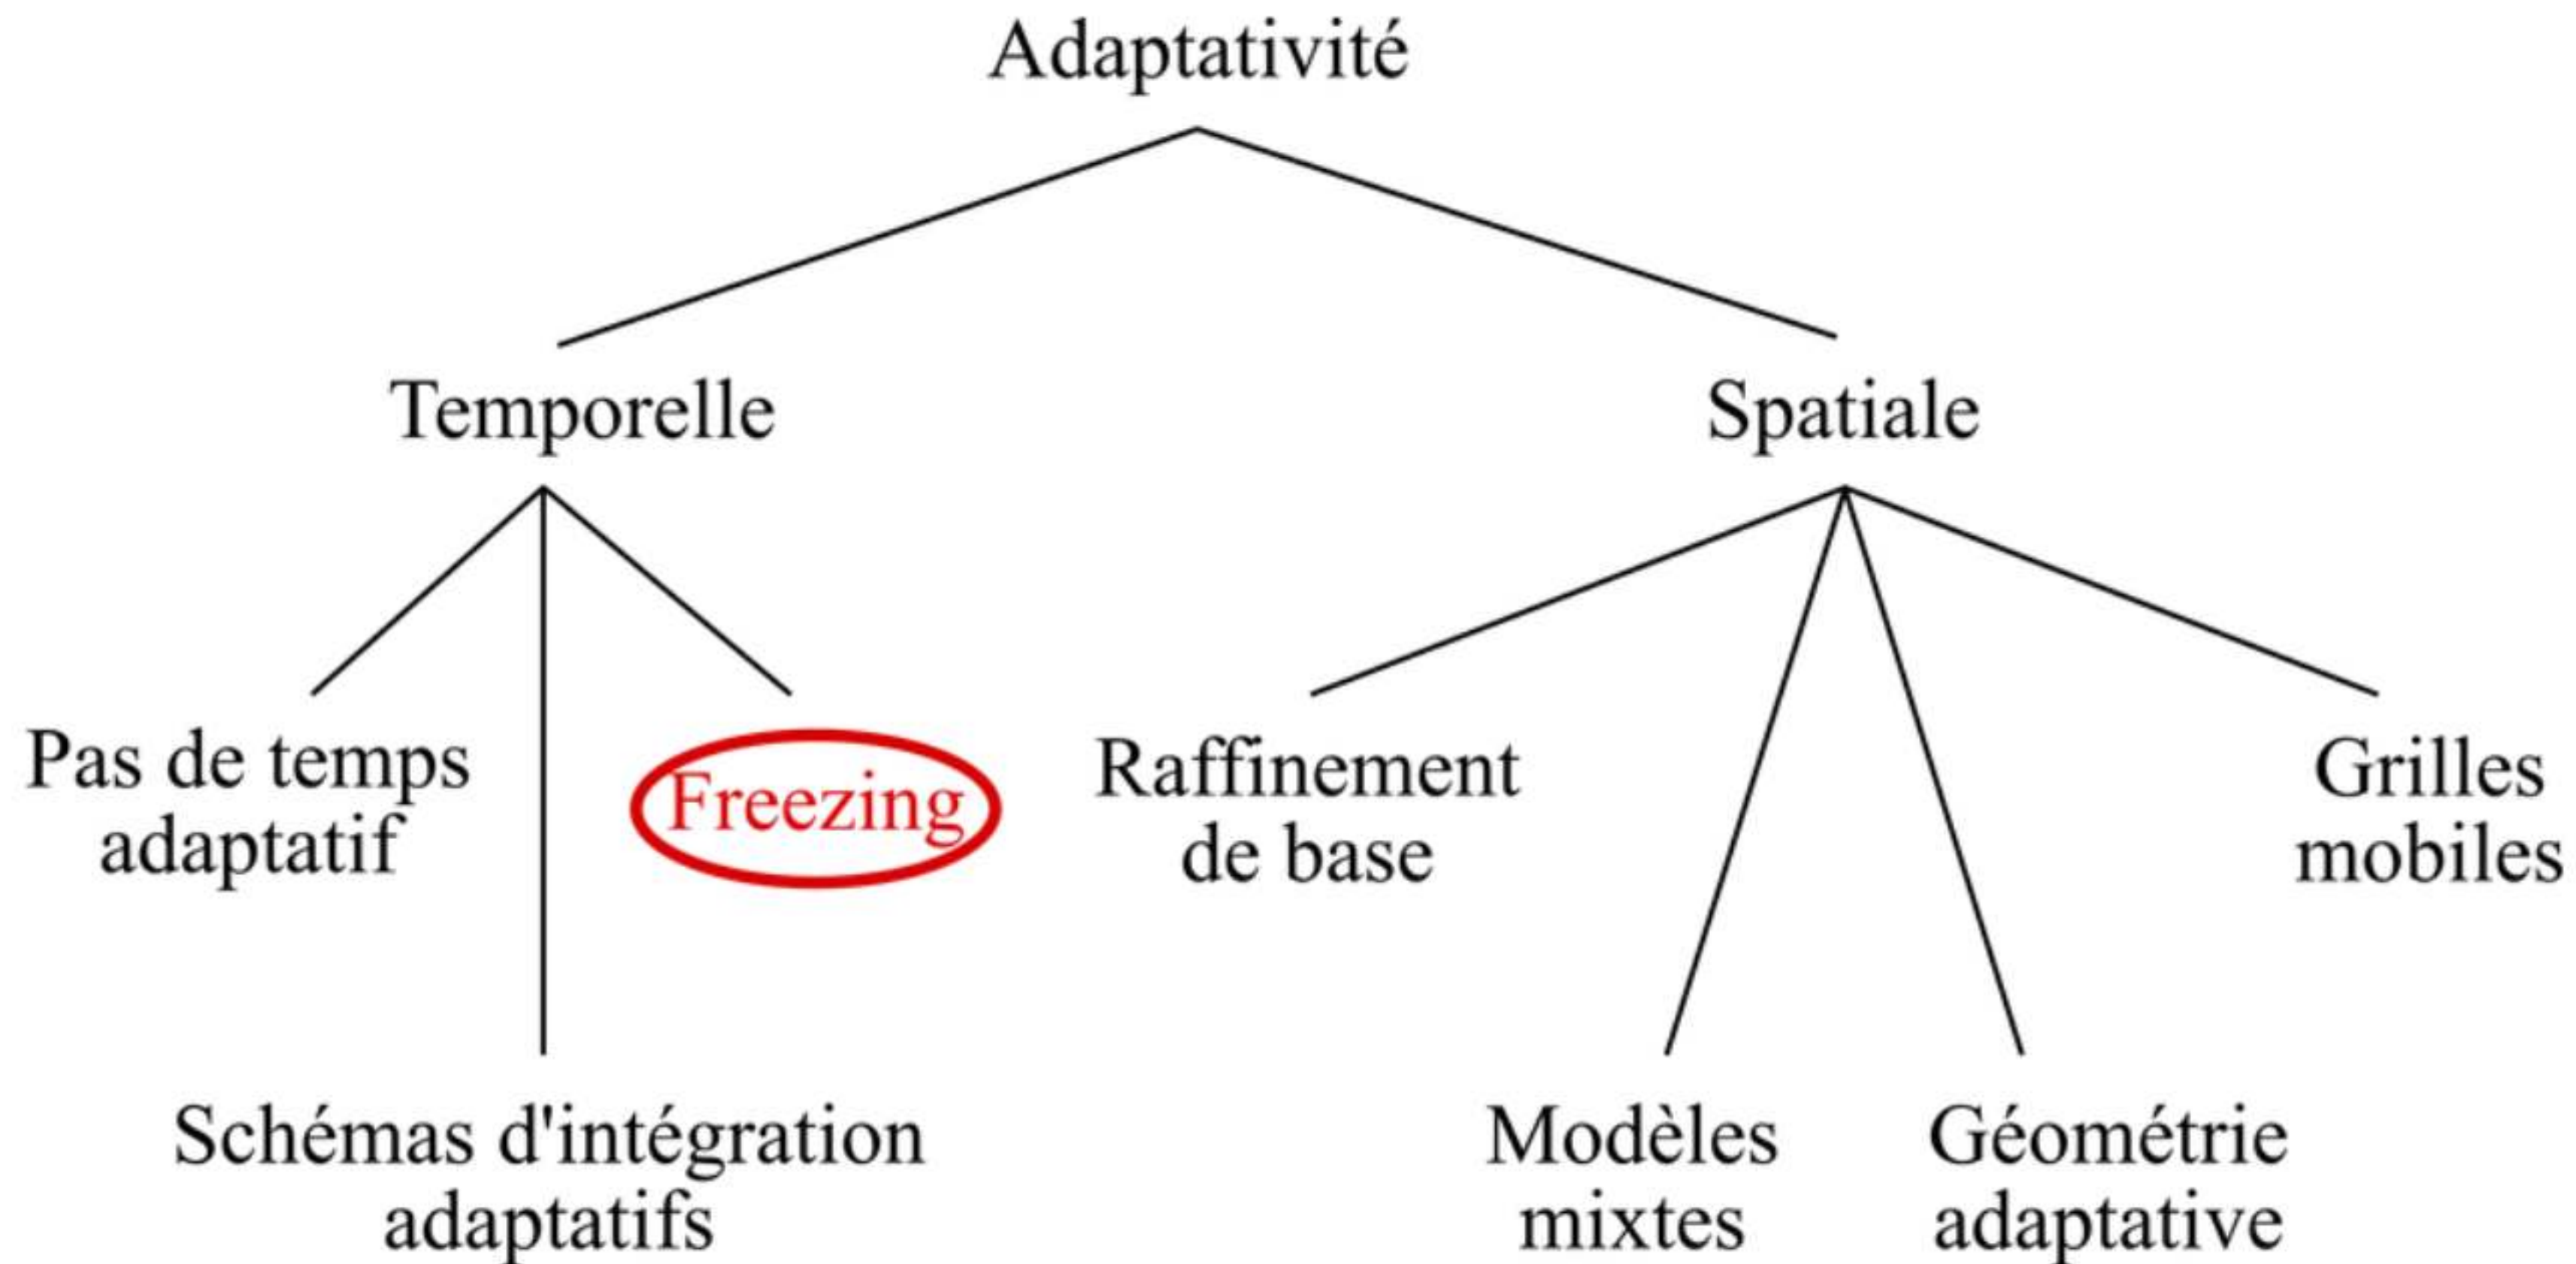 Adaptativité
Temporelle
Spatiale
Pas de temps
adaptatif
Freezing
Raffinement
de base
Grilles
mobiles
Schémas d'intégration
adaptatifs
Modèles
mixtes
Géométrie
adaptative